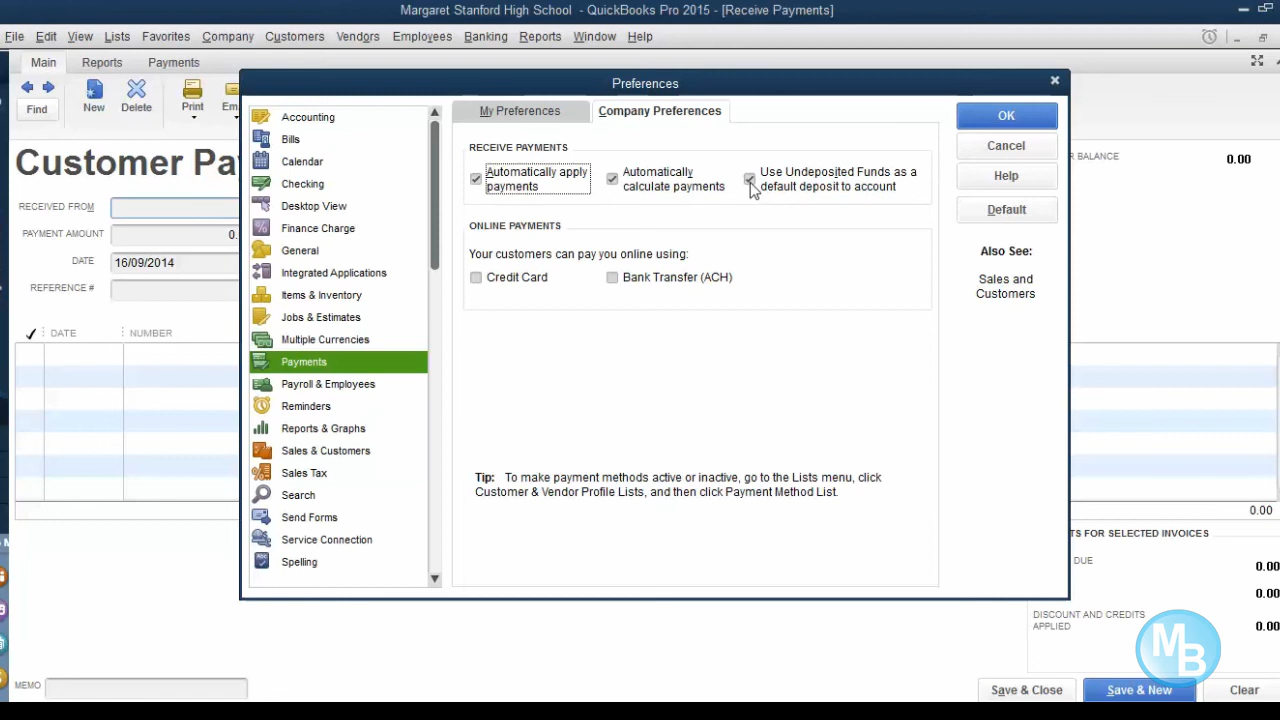 Margaret Stanford High School - QuickBooks Pro 2015 - [Receive Payments]
File Edit View Lists Favorites Company Customers Vendors Employees Banking Reports Window Help
Main Reports Payments
Find New Delete Print Em
Customer Pa
BALANCE 0.00
RECEIVED FROM
PAYMENT AMOUNT 0.
DATE 16/09/2014
REFERENCE #
DATE NUMBER
Preferences
Accounting
Bills
Calendar
Checking
Desktop View
Finance Charge
General
Integrated Applications
Items & Inventory
Jobs & Estimates
Multiple Currencies
Payments
Payroll & Employees
Reminders
Reports & Graphs
Sales & Customers
Sales Tax
Search
Send Forms
Service Connection
Spelling
My Preferences Company Preferences
RECEIVE PAYMENTS
Automatically apply
payments
Automatically
calculate payments
Use Undeposited Funds as a
default deposit to account
ONLINE PAYMENTS
Your customers can pay you online using:
Credit Card Bank Transfer (ACH)
Tip: To make payment methods active or inactive, go to the Lists menu, click
Customer & Vendor Profile Lists, and then click Payment Method List.
OK
Cancel
Help
Default
Also See:
Sales and
Customers
0.00
TS FOR SELECTED INVOICES
DUE 0.00
0.00
DISCOUNT AND CREDITS
APPLIED 0.00
MB
MEMO
Save & Close Save & New Clear